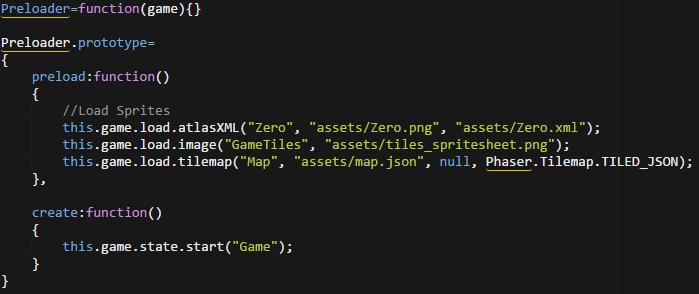 Preloader=function(game){}
Preloader.prototype=
{
preload:function()
{
//Load Sprites
this.game.load.atlasXML("Zero", "assets/Zero.png", "assets/Zero.xml");
this.game.load.image("GameTiles", "assets/tiles_spritesheet.png");
this.game.load.tilemap("Map", "assets/map.json", null, Phaser.Tilemap.TILED_JSON);
},
create:function()
{
this.game.state.start("Game");
}
}